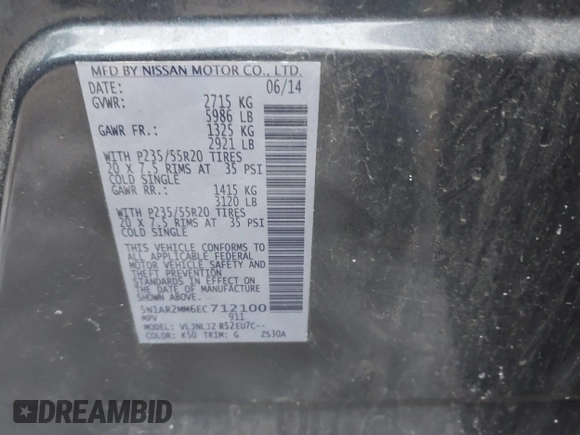 MFD BY NISSAN MOTOR CO., LTD.
DATE: 06/14
GVWR: 2715 KG
5986 LB
GAWR FR.: 1325 KG
2921 LB
WITH P235/55R20 TIRES
20 X 7.5 RIMS AT 35 PSI
COLD SINGLE
GAWR RR.: 1415 KG
3120 LB
WITH P235/55R20 TIRES
20 X 7.5 RIMS AT 35 PSI
COLD SINGLE
THIS VEHICLE CONFORMS TO
ALL APPLICABLE FEDERAL
MOTOR VEHICLE SAFETY AND
THEFT PREVENTION
STANDARDS IN EFFECT ON
THE DATE OF MANUFACTURE
SHOWN ABOVE.
5N1AR2MM6EC712100
MPV 911
MODEL: VLJNLJZ R52EU7C--
COLOR: K50 TRIM: G Z530A
DREAMBID